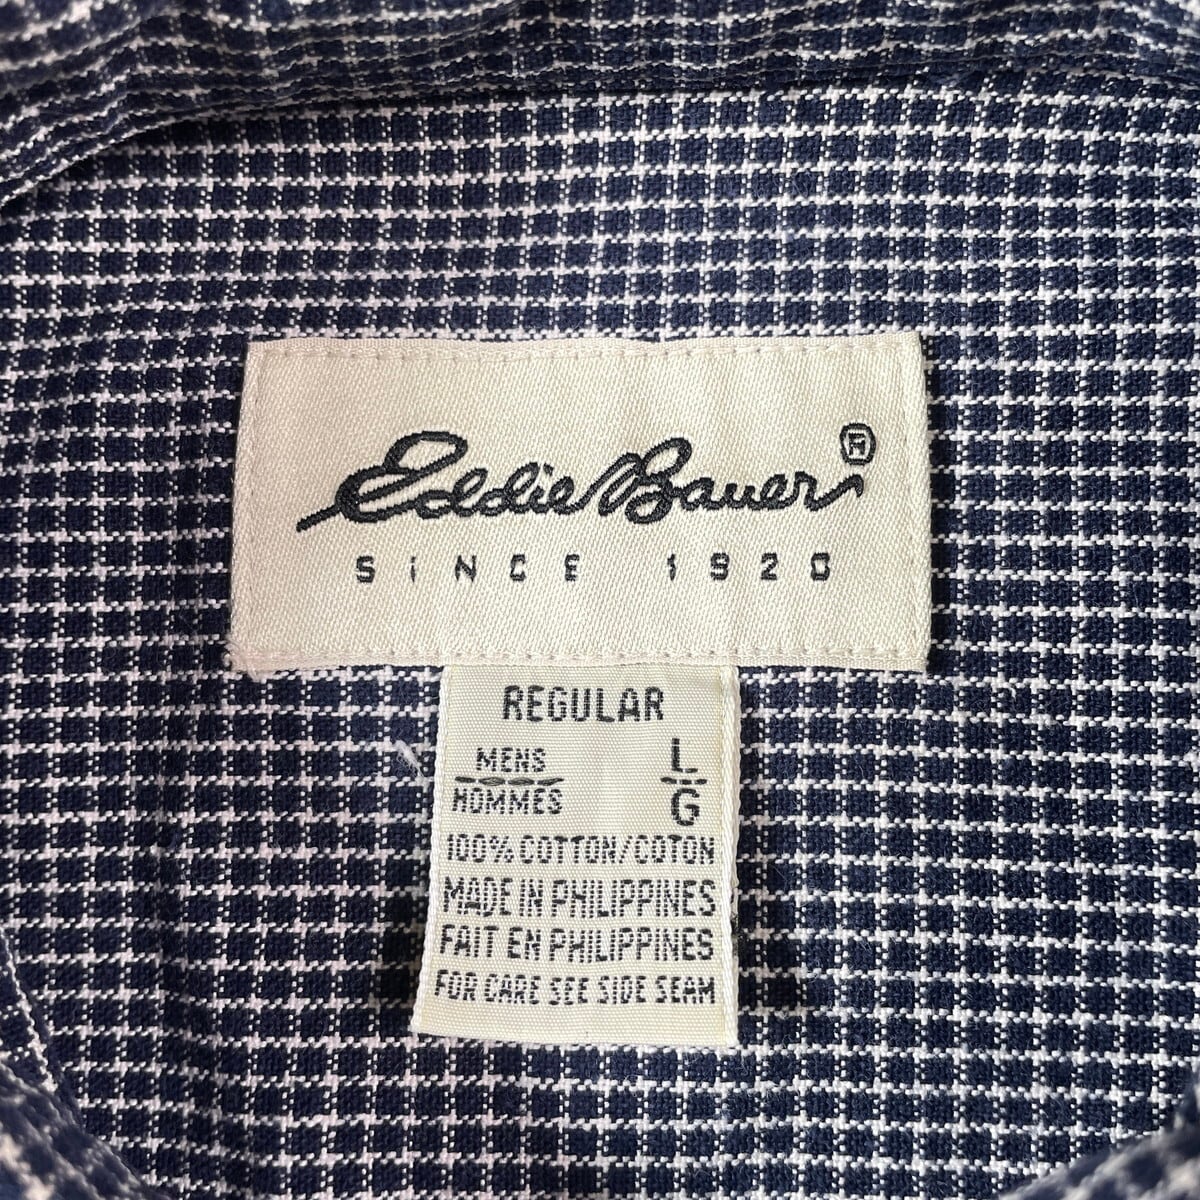 Eddie Bauer®
SINCE 1920
REGULAR
MENS L
HOMMES G
100% COTTON/COTON
MADE IN PHILIPPINES
FAIT EN PHILIPPINES
FOR CARE SEE SIDE SEAM